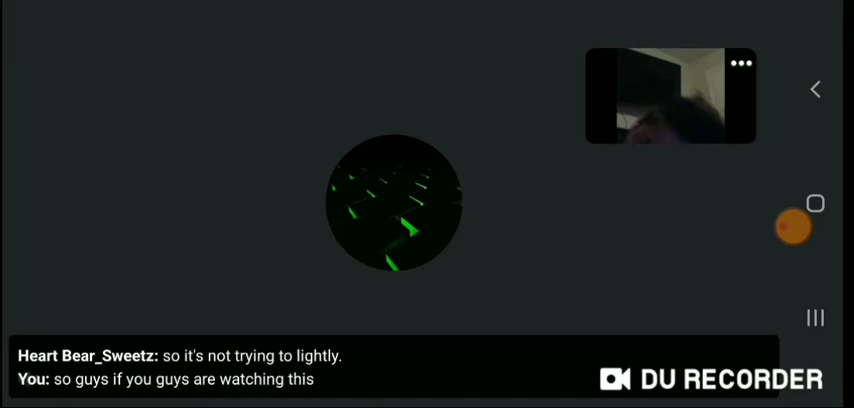 Heart Bear_Sweetz: so it's not trying to lightly.
You: so guys if you guys are watching this
DU RECORDER